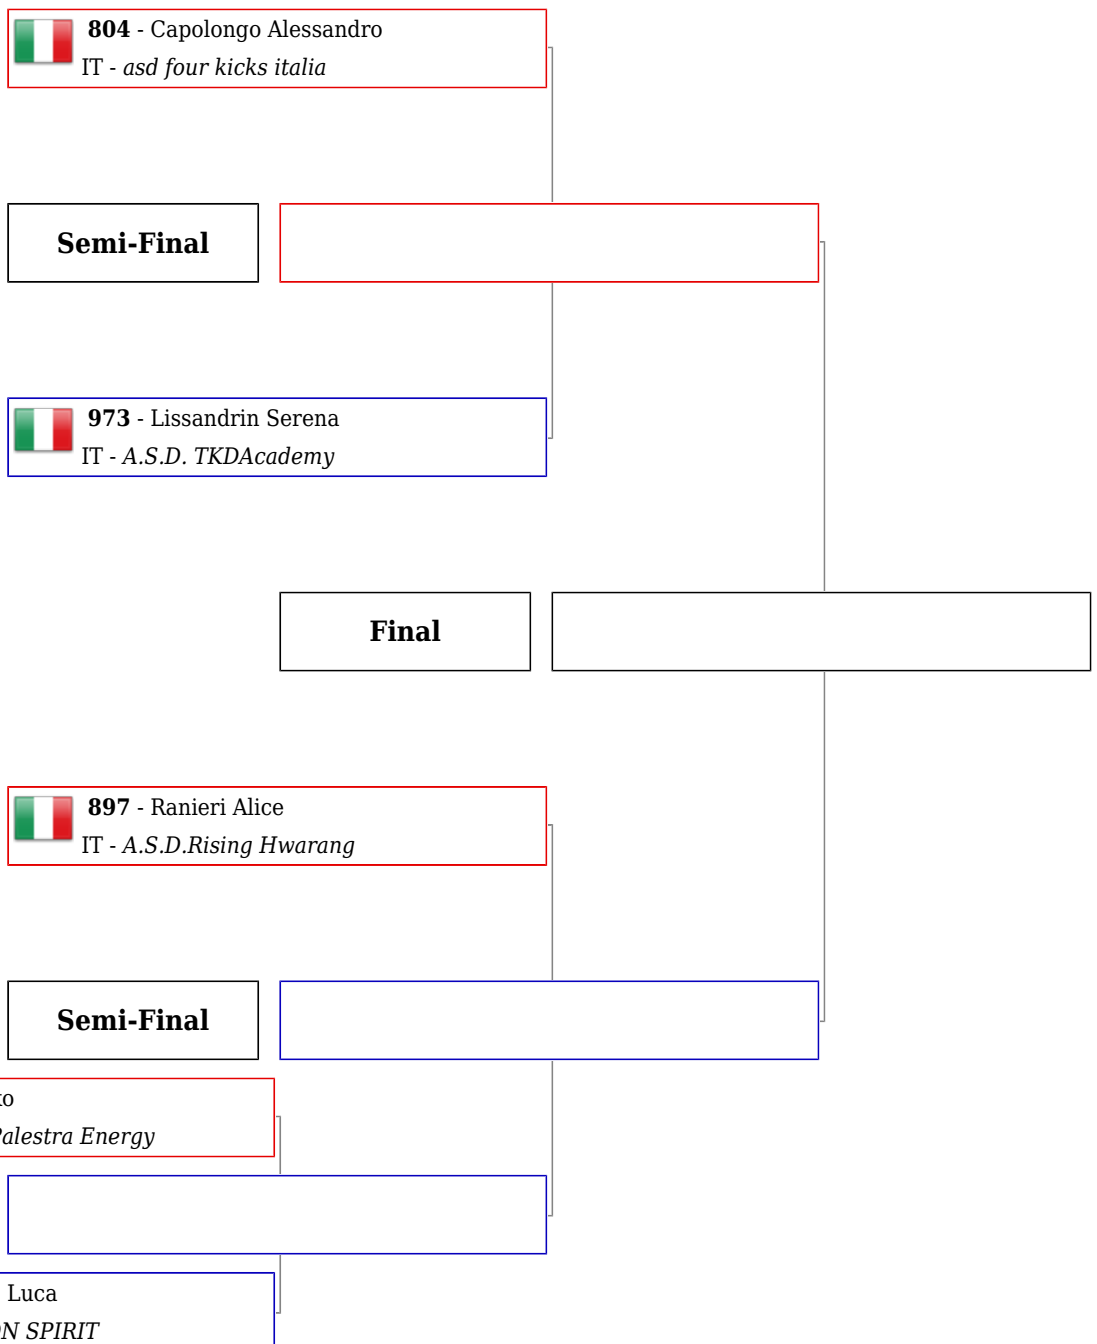 804 - Capolongo Alessandro
IT - asd four kicks italia
Semi-Final
973 - Lissandrin Serena
IT - A.S.D. TKDAcademy
Final
897 - Ranieri Alice
IT - A.S.D.Rising Hwarang
Semi-Final
Palestra Energy
Luca
SPIRIT